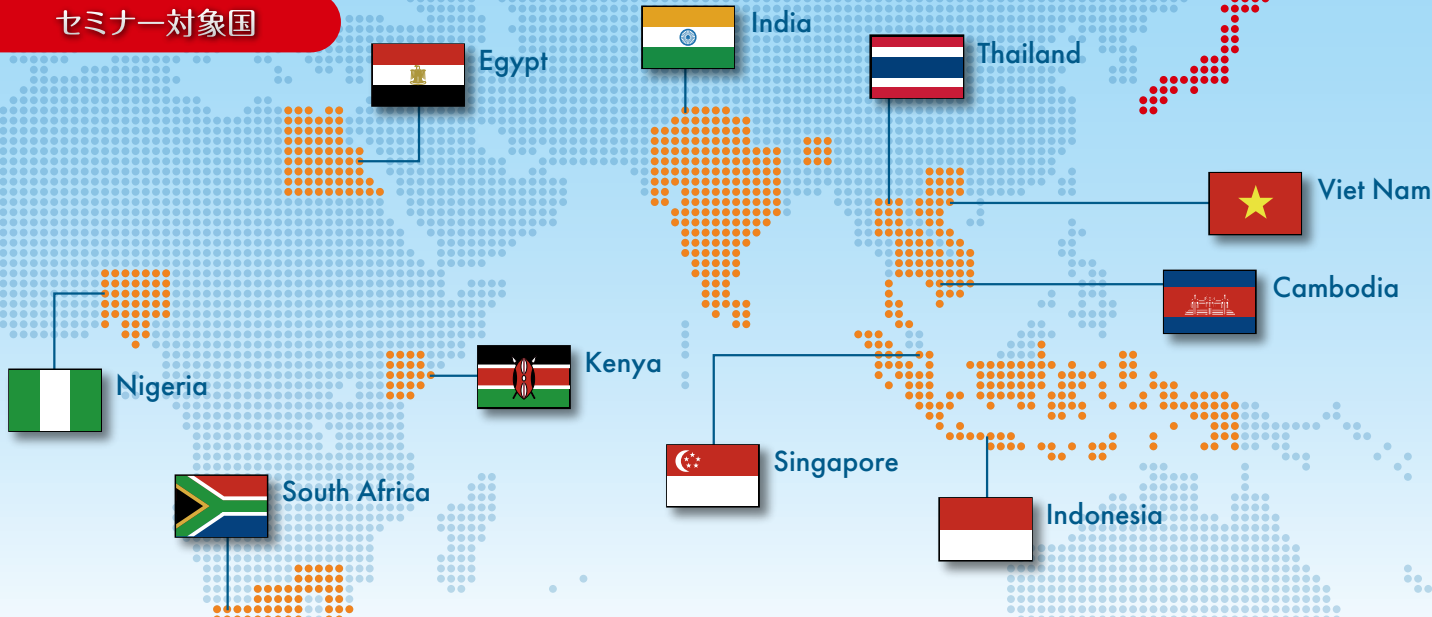 セミナー対象国
India
Egypt
Thailand
Viet Nam
Cambodia
Kenya
Nigeria
Singapore
South Africa
Indonesia